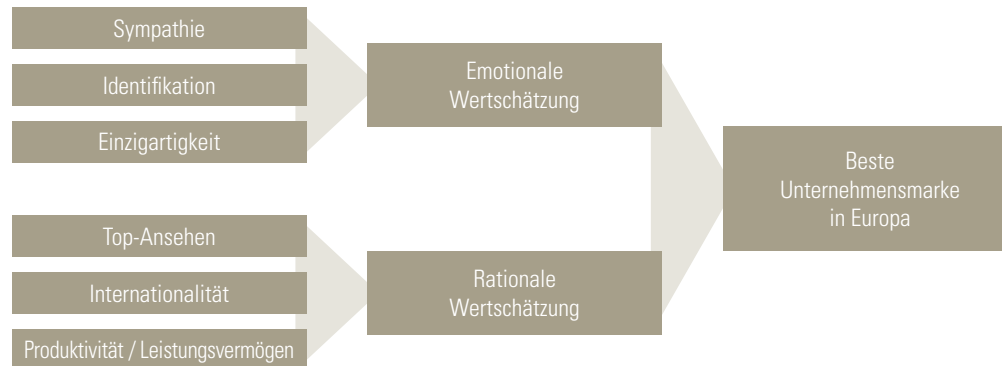 Sympathie
Identifikation
Einzigartigkeit
Emotionale
Wertschätzung
Top-Ansehen
Internationalität
Produktivität / Leistungsvermögen
Rationale
Wertschätzung
Beste
Unternehmensmarke
in Europa